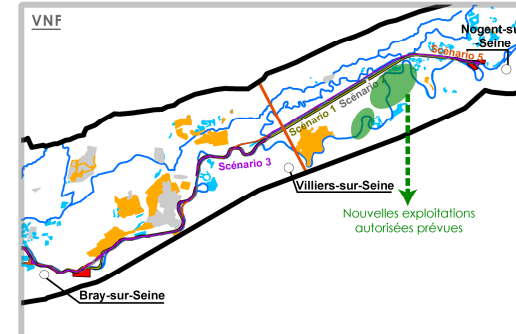 VNF
Nogent-su
Seine
Scénario 5
Scénario
Scénario 1
Scénario 3
Villiers-sur-Seine
Nouvelles exploitations
autorisées prévues
Bray-sur-Seine